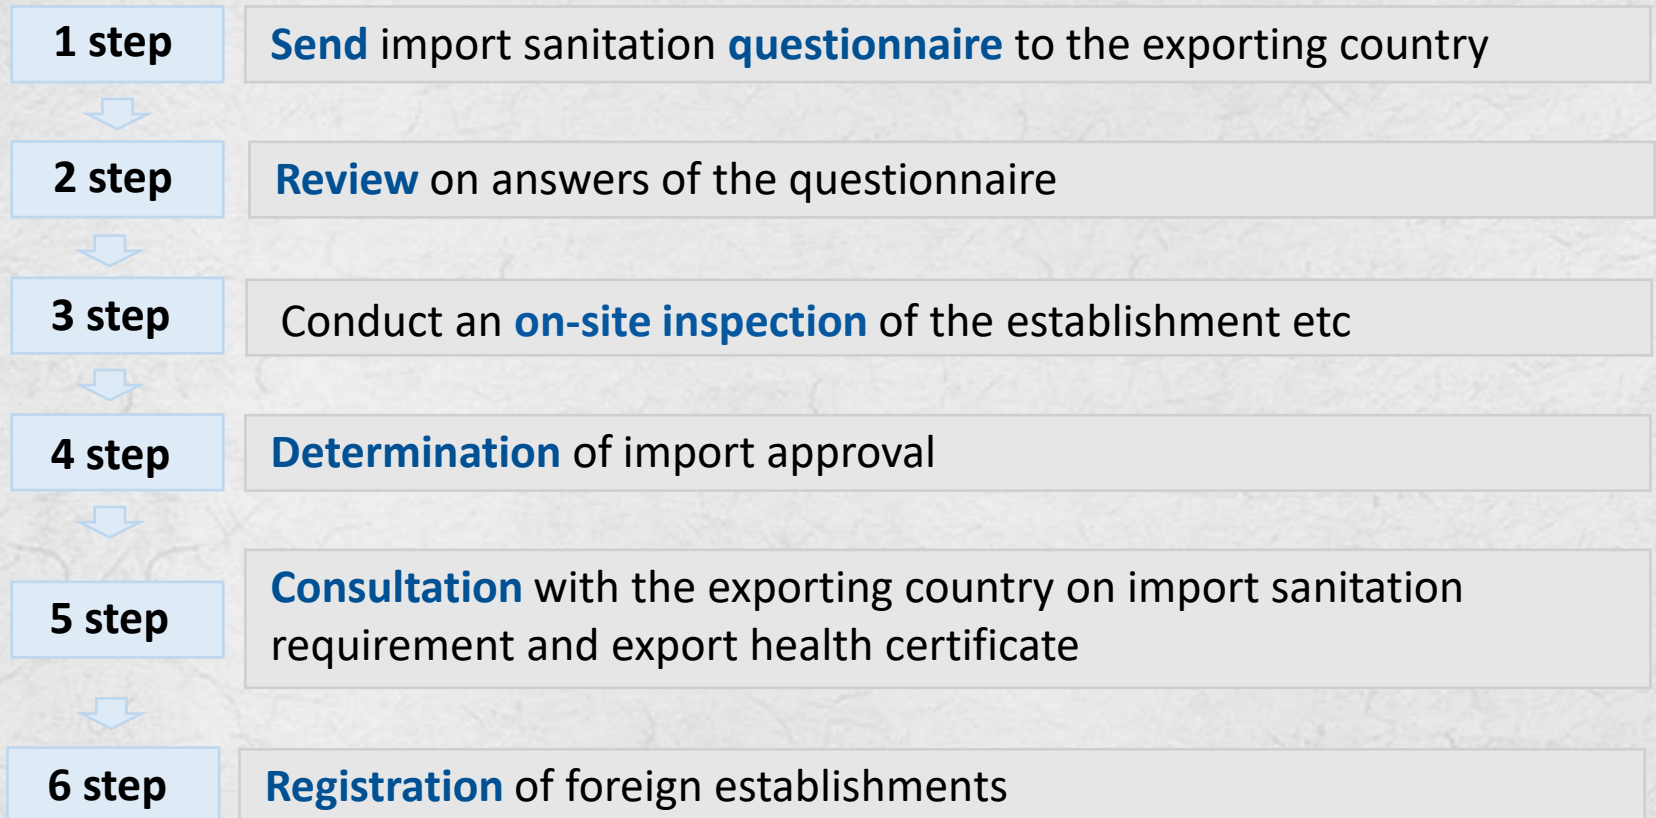 1 step
Send import sanitation questionnaire to the exporting country
2 step
Review on answers of the questionnaire
3 step
Conduct an on-site inspection of the establishment etc
4 step
Determination of import approval
5 step
Consultation with the exporting country on import sanitation
requirement and export health certificate
6 step
Registration of foreign establishments